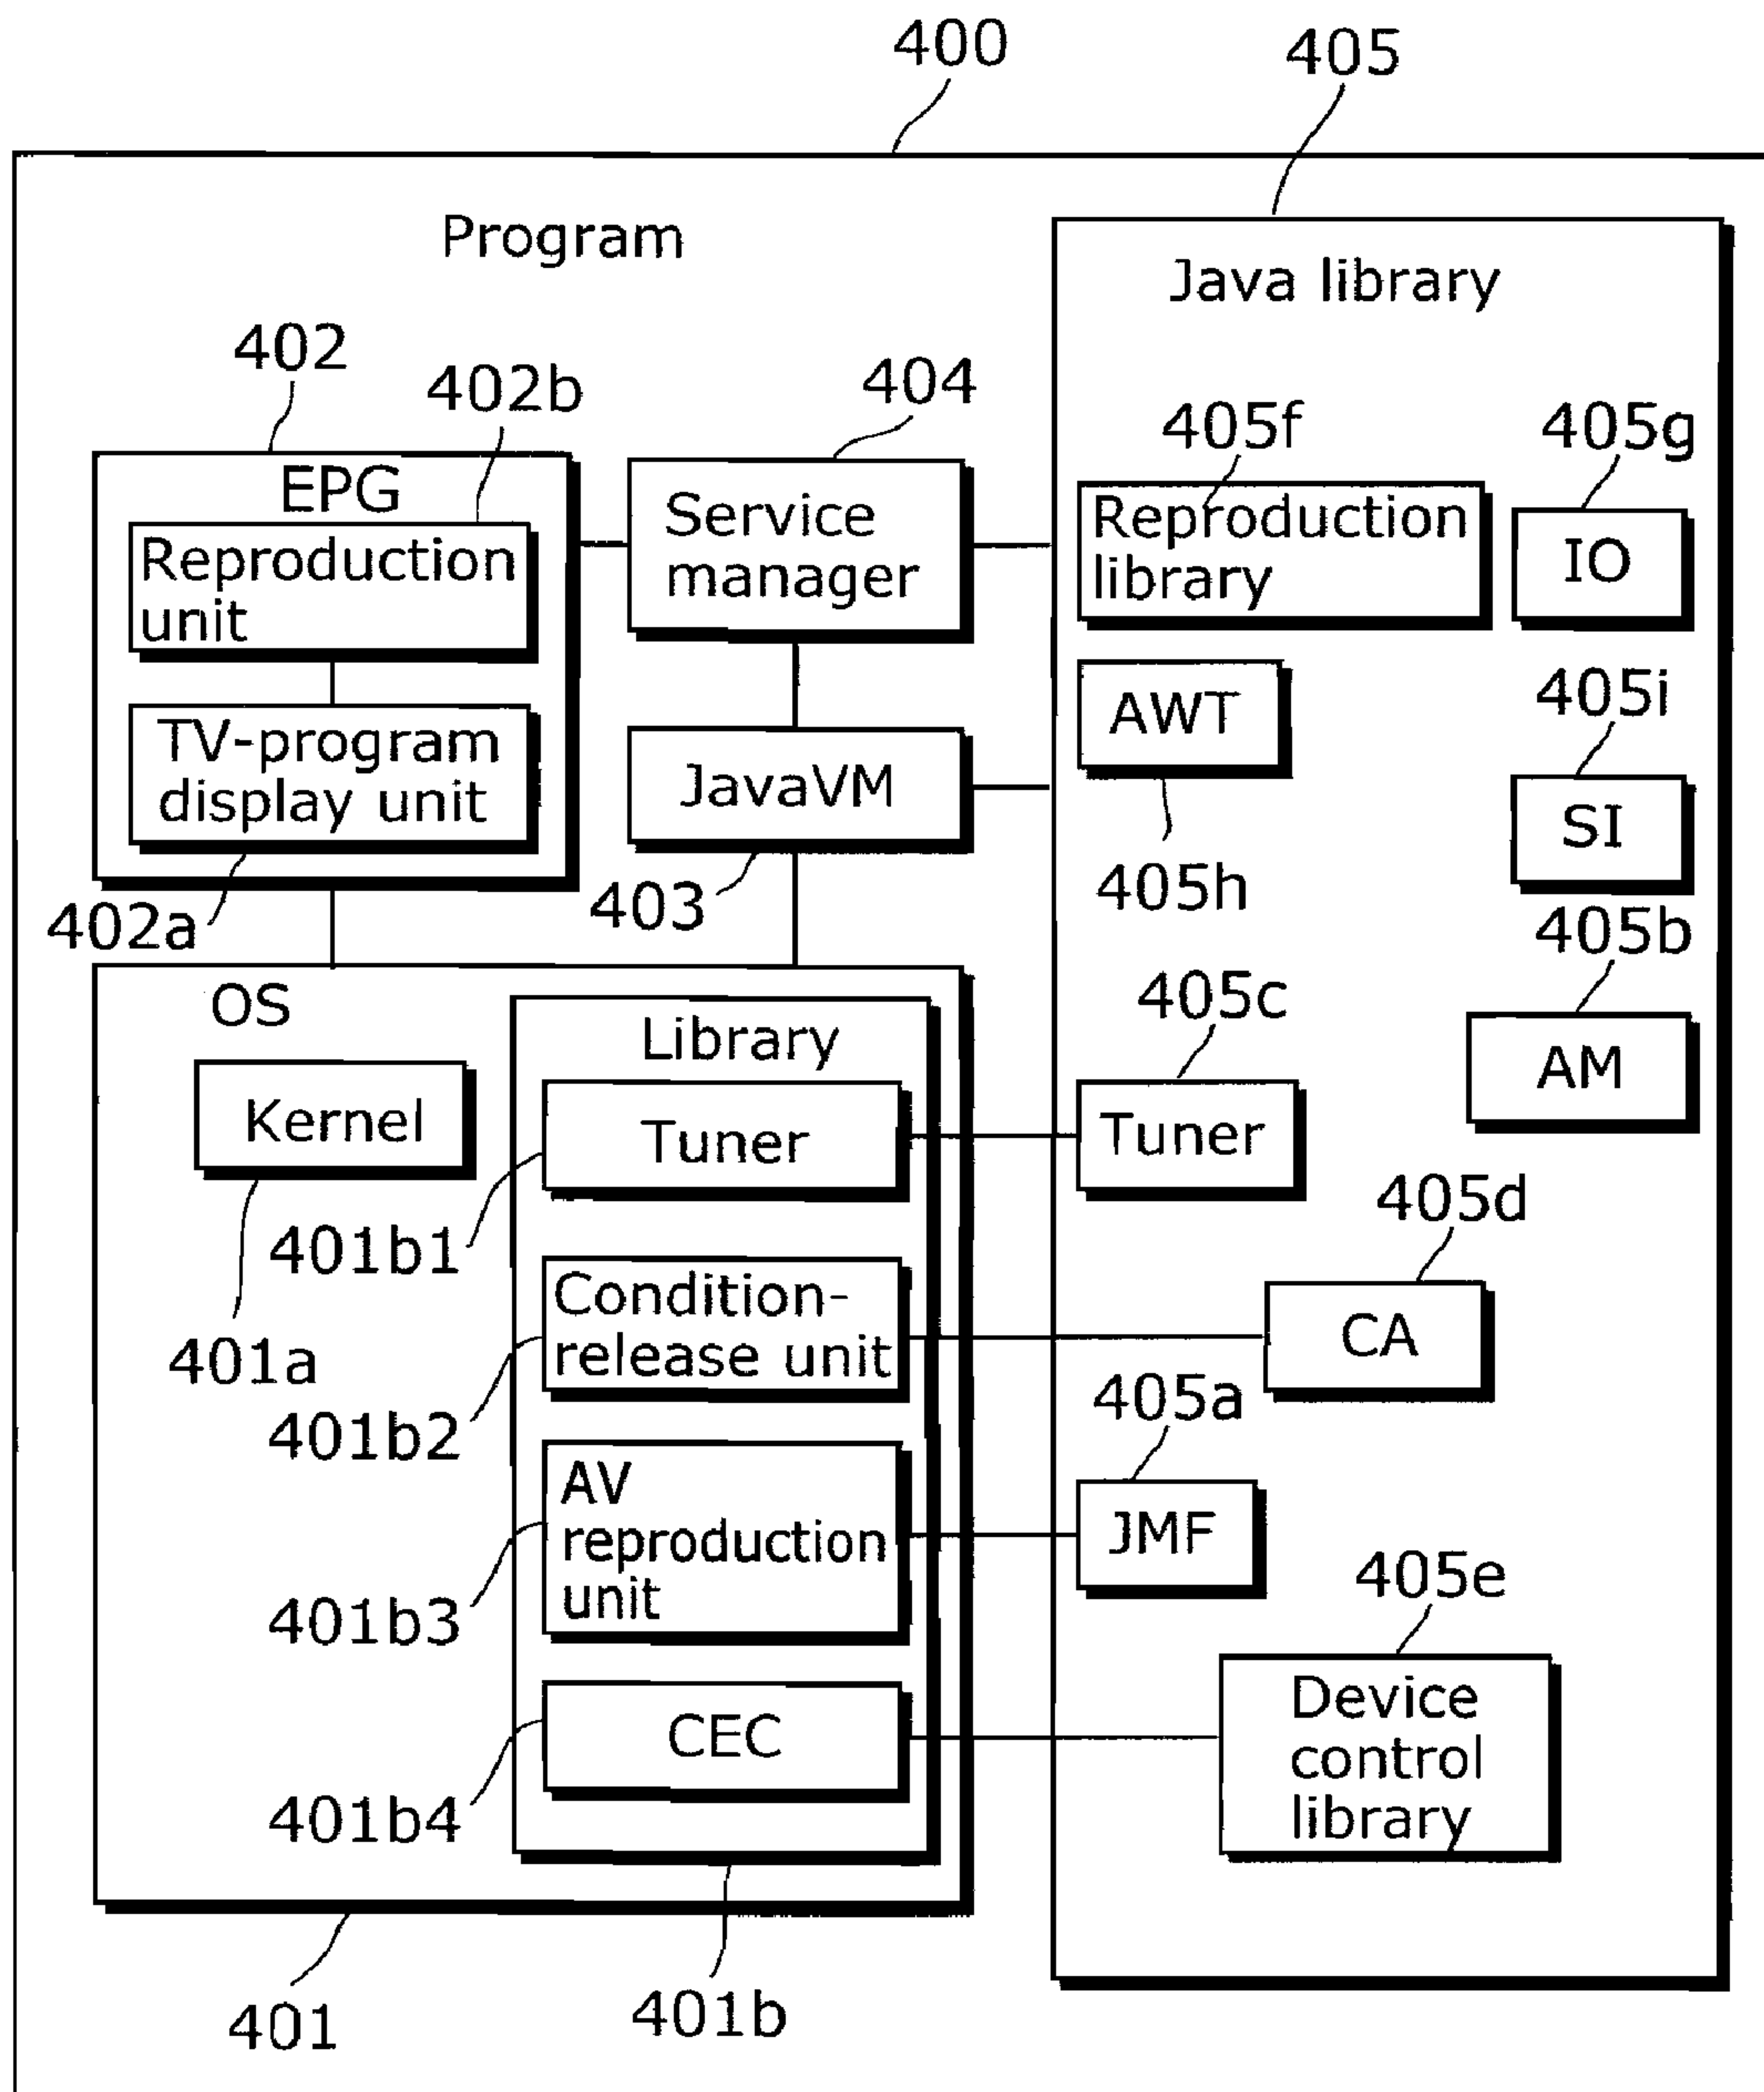 400
405
Program
Java library
402
402b
404
405f
405g
EPG
Reproduction
unit
Service
manager
Reproduction
library
IO
AWT
405i
TV-program
display unit
JavaVM
SI
405h
402a
403
405b
OS
Library
405c
AM
Kernel
Tuner
Tuner
401b1
405d
Condition-
release unit
CA
401a
401b2
405a
AV
reproduction
unit
JMF
401b3
405e
CEC
Device
control
library
401b4
401
401b